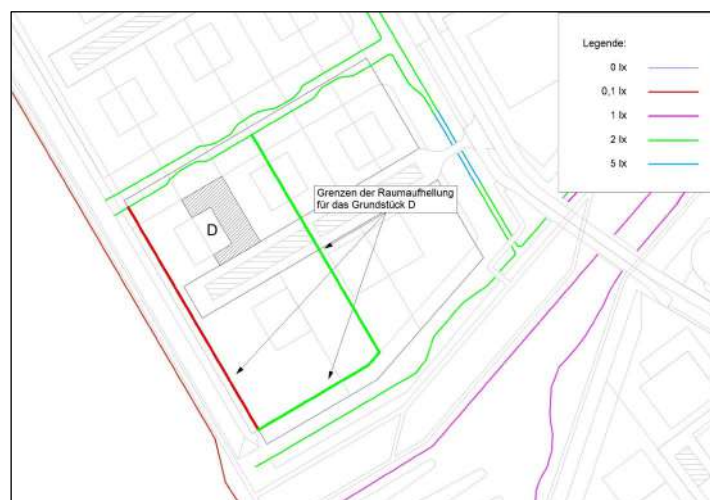 Legende:
0 lx
0,1 lx
1 lx
2 lx
5 lx
Grenzen der Raumaufhellung
für das Grundstück D
D